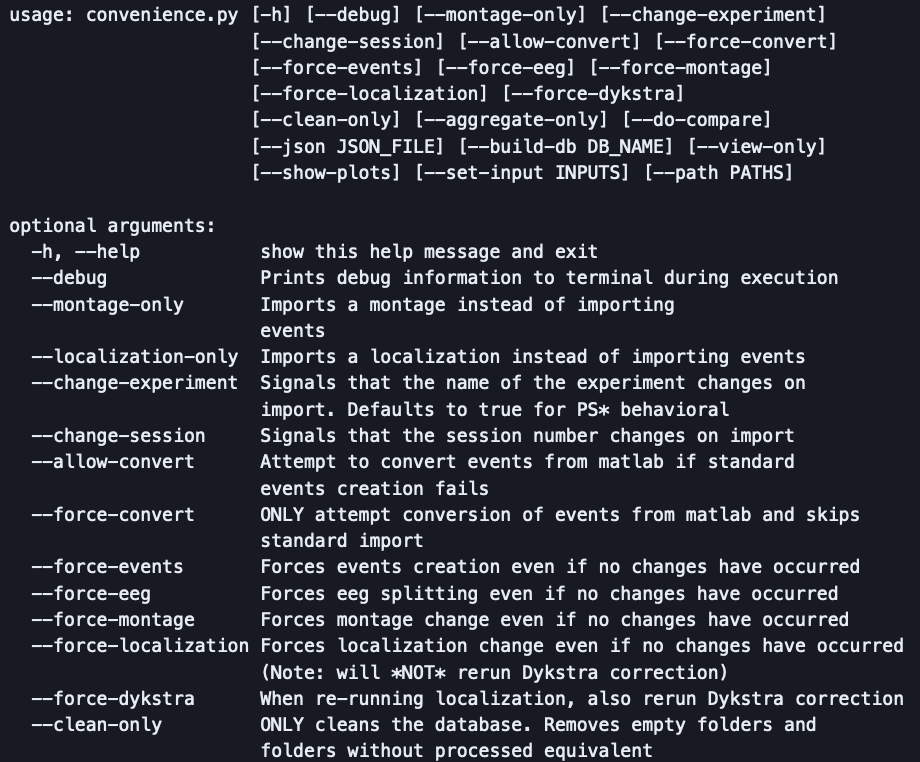 usage: convenience.py [-h] [--debug] [--montage-only] [--change-experiment]
                      [--change-session] [--allow-convert] [--force-convert]
                      [--force-events] [--force-eeg] [--force-montage]
                      [--force-localization] [--force-dykstra]
                      [--clean-only] [--aggregate-only] [--do-compare]
                      [--json JSON_FILE] [--build-db DB_NAME] [--view-only]
                      [--show-plots] [--set-input INPUTS] [--path PATHS]

optional arguments:
  -h, --help           show this help message and exit
  --debug              Prints debug information to terminal during execution
  --montage-only       Imports a montage instead of importing
                       events
  --localization-only  Imports a localization instead of importing events
  --change-experiment  Signals that the name of the experiment changes on
                       import. Defaults to true for PS* behavioral
  --change-session     Signals that the session number changes on import
  --allow-convert      Attempt to convert events from matlab if standard
                       events creation fails
  --force-convert      ONLY attempt conversion of events from matlab and skips
                       standard import
  --force-events       Forces events creation even if no changes have occurred
  --force-eeg          Forces eeg splitting even if no changes have occurred
  --force-montage      Forces montage change even if no changes have occurred
  --force-localization Forces localization change even if no changes have occurred
                       (Note: will *NOT* rerun Dykstra correction)
  --force-dykstra      When re-running localization, also rerun Dykstra correction
  --clean-only         ONLY cleans the database. Removes empty folders and
                       folders without processed equivalent